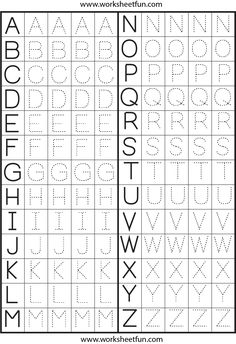 www.worksheetfun.com
A A A A A
B B B B B
C C C C C
D D D D D
E E E E E
F F F F F
G G G G G
H H H H H
I I I I I
J J J J J
K K K K K
L L L L L
M M M M M
N N N N N
O O O O O
P P P P P
Q Q Q Q Q
R R R R R
S S S S S
T T T T T
U U U U U
V V V V V
W W W W W
X X X X X
Y Y Y Y Y
Z Z Z Z Z
www.worksheetfun.com